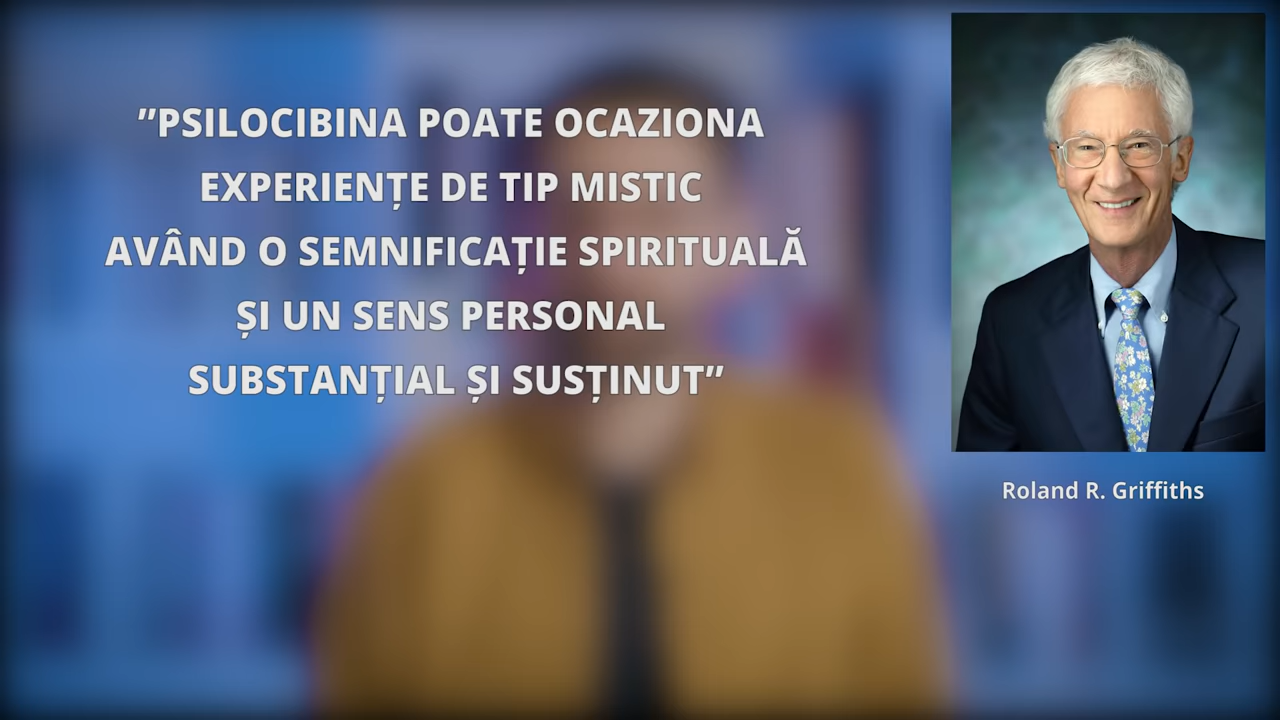 ”PSILOCIBINA POATE OCAZIONA
EXPERIENȚE DE TIP MISTIC
AVÂND O SEMNIFICAȚIE SPIRITUALĂ
ȘI UN SENS PERSONAL
SUBSTANȚIAL ȘI SUSȚINUT”
Roland R. Griffiths